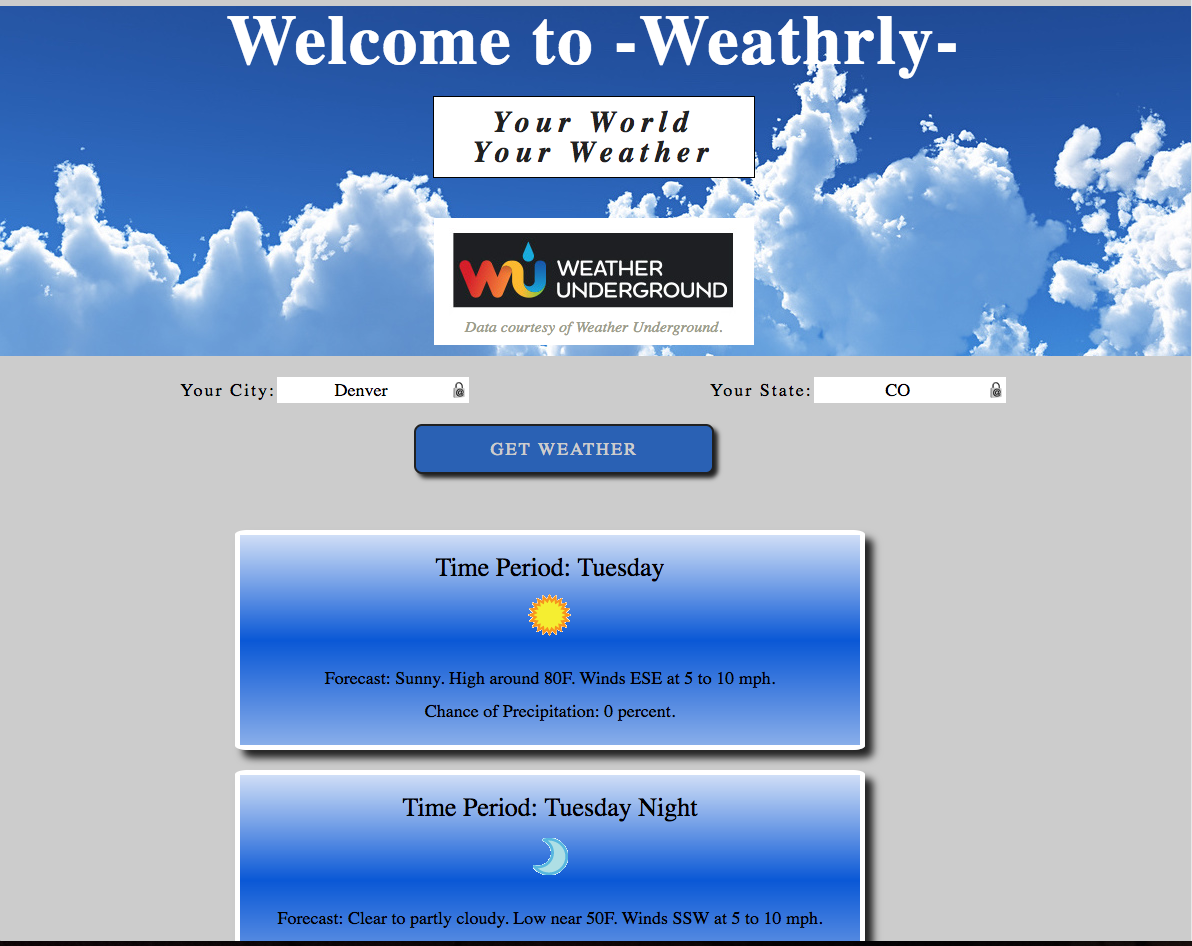 Welcome to -Weathrly-
Your World
Your Weather
WU WEATHER
UNDERGROUND
Data courtesy of Weather Underground.
Your City: Denver Your State: CO
GET WEATHER
Time Period: Tuesday
Forecast: Sunny. High around 80F. Winds ESE at 5 to 10 mph.
Chance of Precipitation: 0 percent.
Time Period: Tuesday Night
Forecast: Clear to partly cloudy. Low near 50F. Winds SSW at 5 to 10 mph.